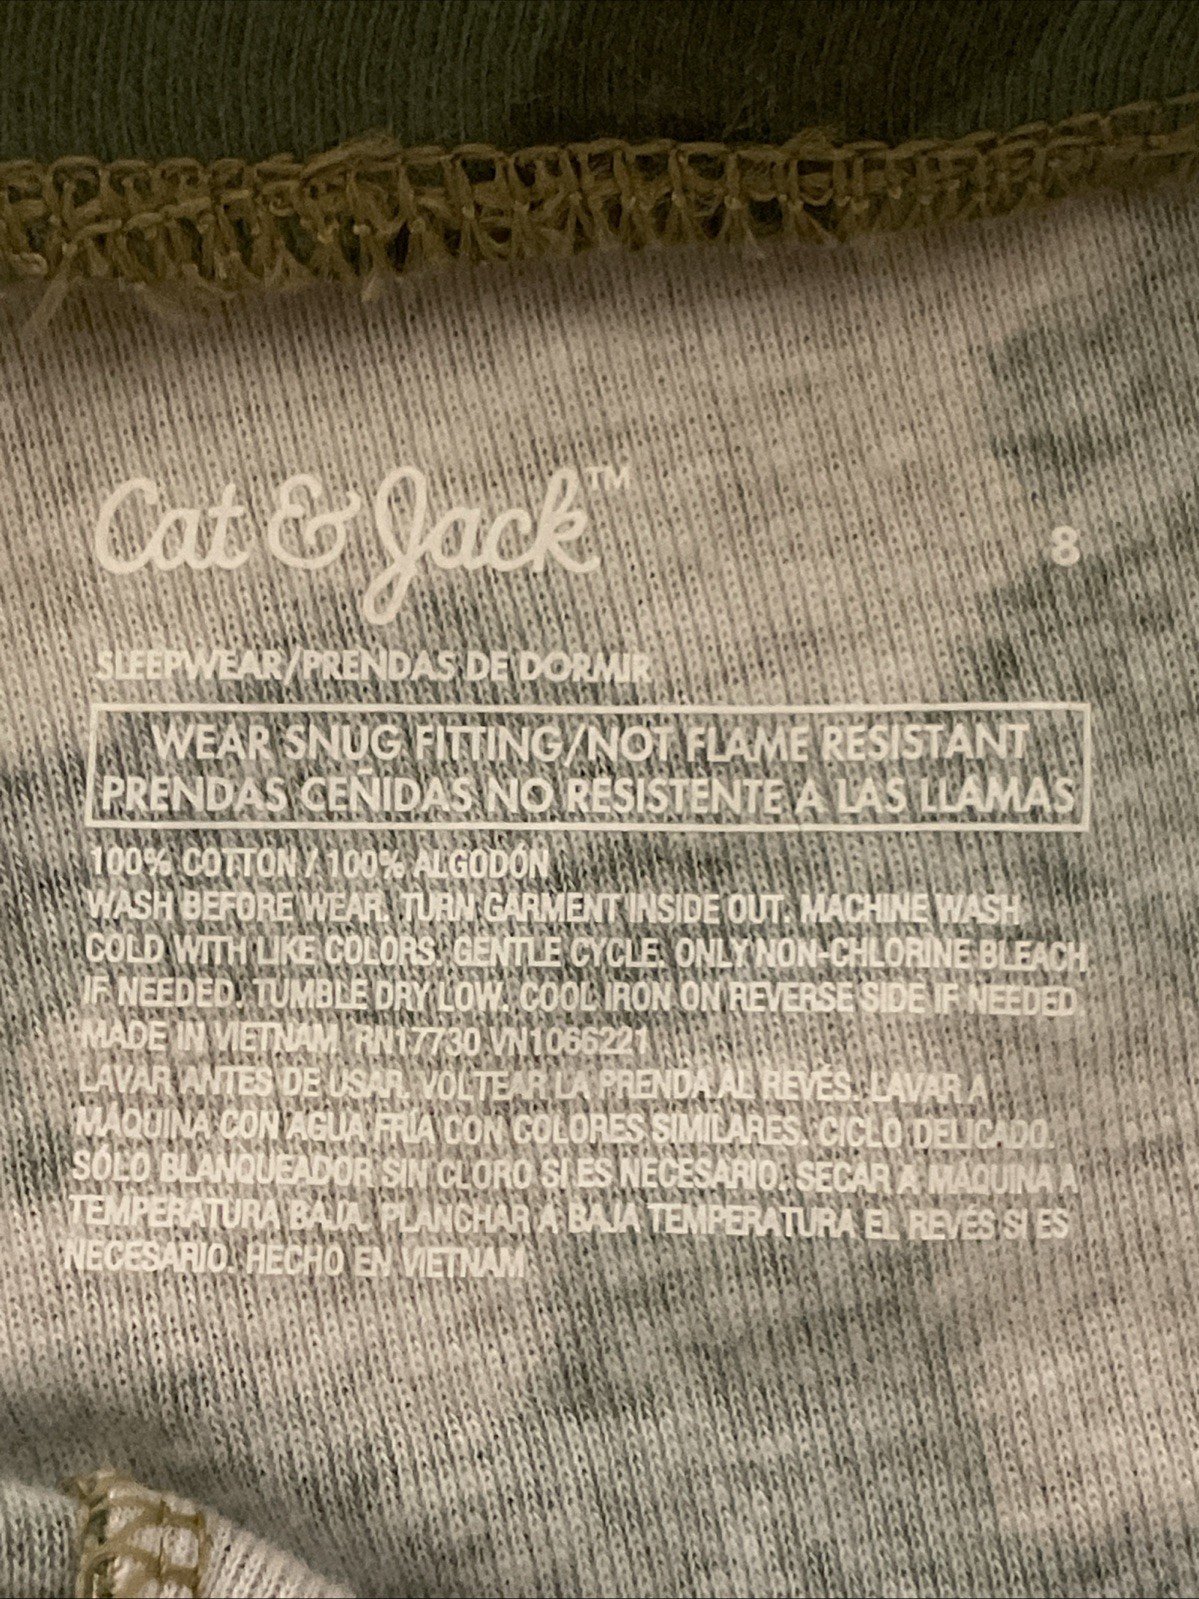 Cat & Jack™
8
SLEEPWEAR/PRENDAS DE DORMIR
WEAR SNUG FITTING/NOT FLAME RESISTANT
PRENDAS CEÑIDAS NO RESISTENTE A LAS LLAMAS
100% COTTON / 100% ALGODÓN
WASH BEFORE WEAR. TURN GARMENT INSIDE OUT. MACHINE WASH
COLD WITH LIKE COLORS. GENTLE CYCLE. ONLY NON-CHLORINE BLEACH
IF NEEDED. TUMBLE DRY LOW. COOL IRON ON REVERSE SIDE IF NEEDED.
MADE IN VIETNAM RN17730 VN1066221
LAVAR ANTES DE USAR. VOLTEAR LA PRENDA AL REVÉS. LAVAR A
MÁQUINA CON AGUA FRÍA CON COLORES SIMILARES. CICLO DELICADO.
SÓLO BLANQUEADOR SIN CLORO SI ES NECESARIO. SECAR A MÁQUINA A
TEMPERATURA BAJA. PLANCHAR A BAJA TEMPERATURA EL REVÉS SI ES
NECESARIO. HECHO EN VIETNAM